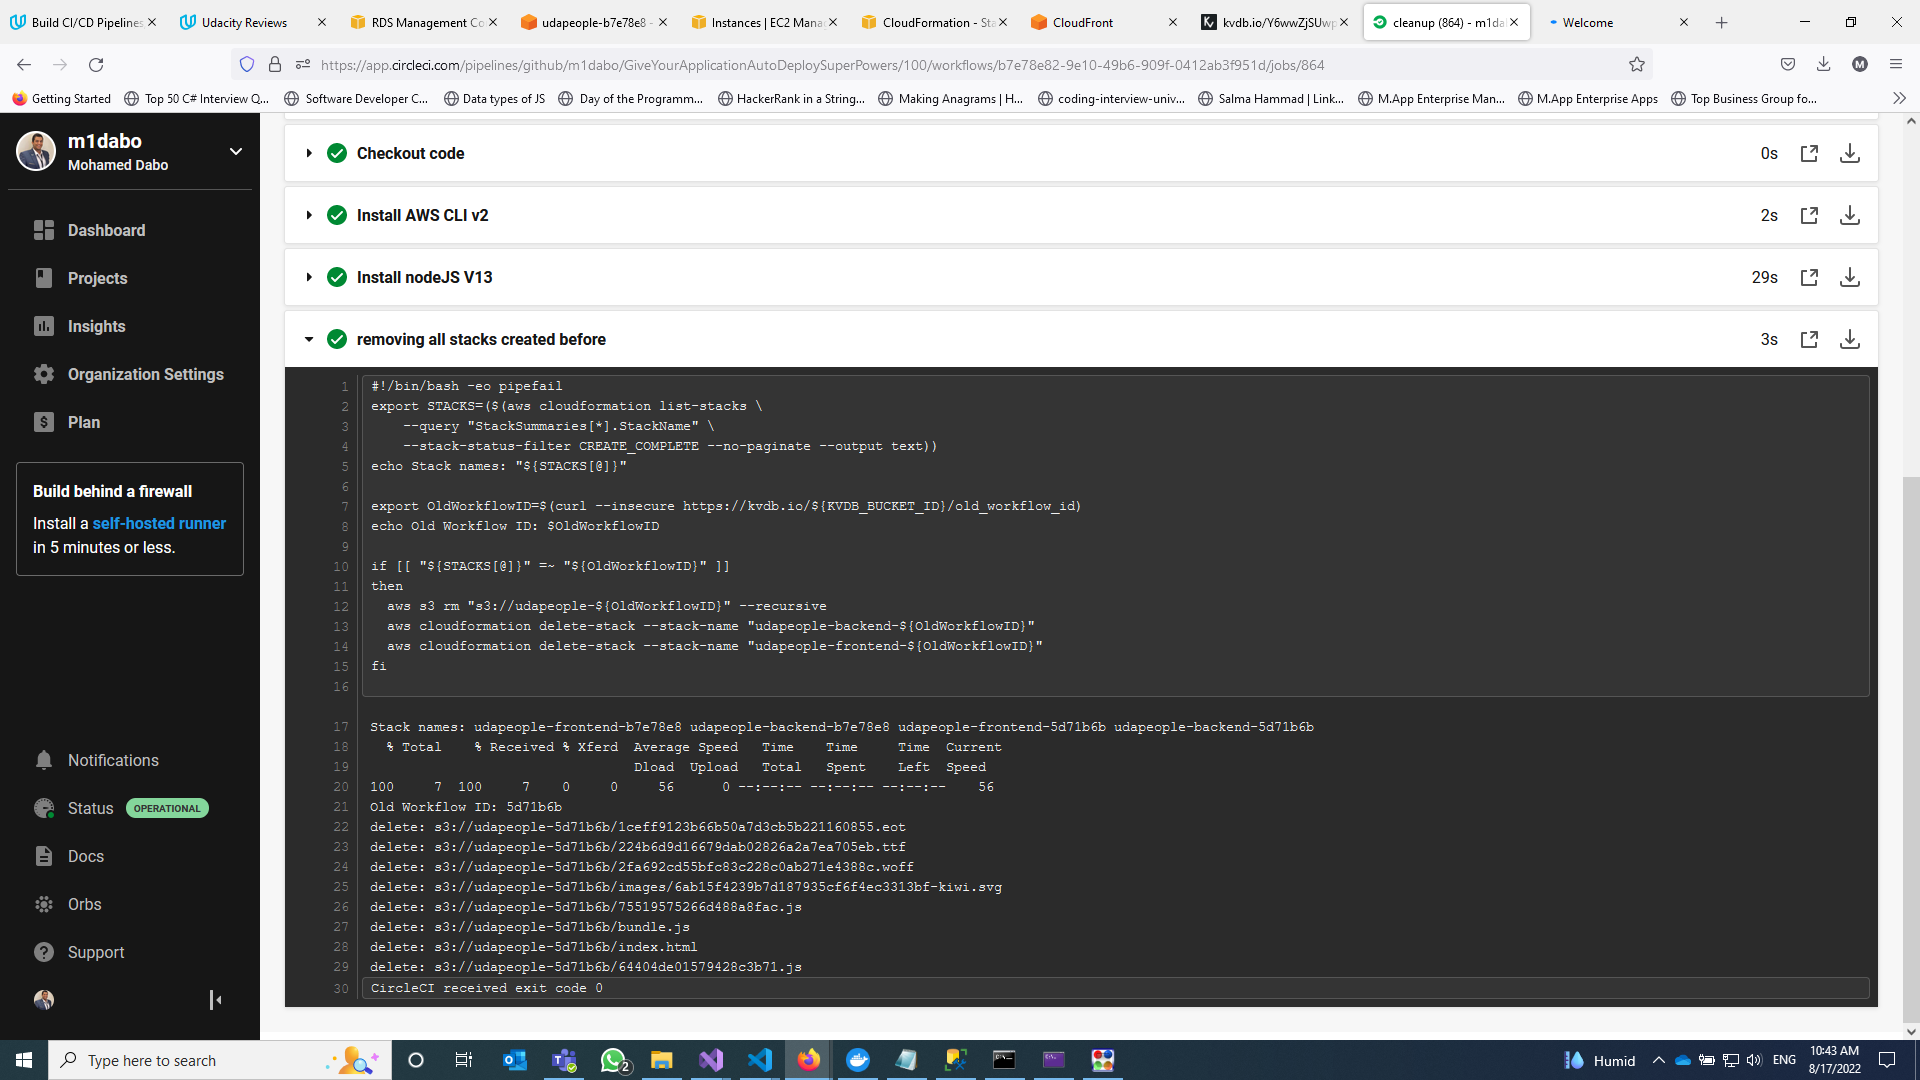 Build CI/CD Pipelines,
Udacity Reviews
RDS Management Co
udapeople-b7e78e8 -
Instances | EC2 Mana
CloudFormation - Sta
CloudFront
kvdb.io/Y6wwZjSUwp
cleanup (864) - m1da
Welcome
https://app.circleci.com/pipelines/github/m1dabo/GiveYourApplicationAutoDeploySuperPowers/100/workflows/b7e78e82-9e10-49b6-909f-0412ab3f951d/jobs/864
M
Getting Started
Top 50 C# Interview Q...
Software Developer C...
Data types of JS
Day of the Programm...
HackerRank in a String...
Making Anagrams | H...
coding-interview-univ...
Salma Hammad | Link...
M.App Enterprise Man...
M.App Enterprise Apps
Top Business Group fo...
m1dabo
Mohamed Dabo
Dashboard
Projects
Insights
Organization Settings
Plan
Build behind a firewall
Install a self-hosted runner
in 5 minutes or less.
Notifications
Status OPERATIONAL
Docs
Orbs
Support
Checkout code 0s
Install AWS CLI v2 2s
Install nodeJS V13 29s
removing all stacks created before 3s
1 #!/bin/bash -eo pipefail
2 export STACKS=($(aws cloudformation list-stacks \
3 --query "StackSummaries[*].StackName" \
4 --stack-status-filter CREATE_COMPLETE --no-paginate --output text))
5 echo Stack names: "${STACKS[@]}"
6
7 export OldWorkflowID=$(curl --insecure https://kvdb.io/${KVDB_BUCKET_ID}/old_workflow_id)
8 echo Old Workflow ID: $OldWorkflowID
9
10 if [[ "${STACKS[@]}" =~ "${OldWorkflowID}" ]]
11 then
12 aws s3 rm "s3://udapeople-${OldWorkflowID}" --recursive
13 aws cloudformation delete-stack --stack-name "udapeople-backend-${OldWorkflowID}"
14 aws cloudformation delete-stack --stack-name "udapeople-frontend-${OldWorkflowID}"
15 fi
16
17 Stack names: udapeople-frontend-b7e78e8 udapeople-backend-b7e78e8 udapeople-frontend-5d71b6b udapeople-backend-5d71b6b
18 % Total % Received % Xferd Average Speed Time Time Time Current
19 Dload Upload Total Spent Left Speed
20 100 7 100 7 0 0 56 0 --:--:-- --:--:-- --:--:-- 56
21 Old Workflow ID: 5d71b6b
22 delete: s3://udapeople-5d71b6b/1ceff9123b66b50a7d3cb5b221160855.eot
23 delete: s3://udapeople-5d71b6b/224b6d9d16679dab02826a2a7ea705eb.ttf
24 delete: s3://udapeople-5d71b6b/2fa692cd55bfc83c228c0ab271e4388c.woff
25 delete: s3://udapeople-5d71b6b/images/6ab15f4239b7d187935cf6f4ec3313bf-kiwi.svg
26 delete: s3://udapeople-5d71b6b/75519575266d488a8fac.js
27 delete: s3://udapeople-5d71b6b/bundle.js
28 delete: s3://udapeople-5d71b6b/index.html
29 delete: s3://udapeople-5d71b6b/64404de01579428c3b71.js
30 CircleCI received exit code 0
Type here to search
2
Humid
ENG
10:43 AM
8/17/2022